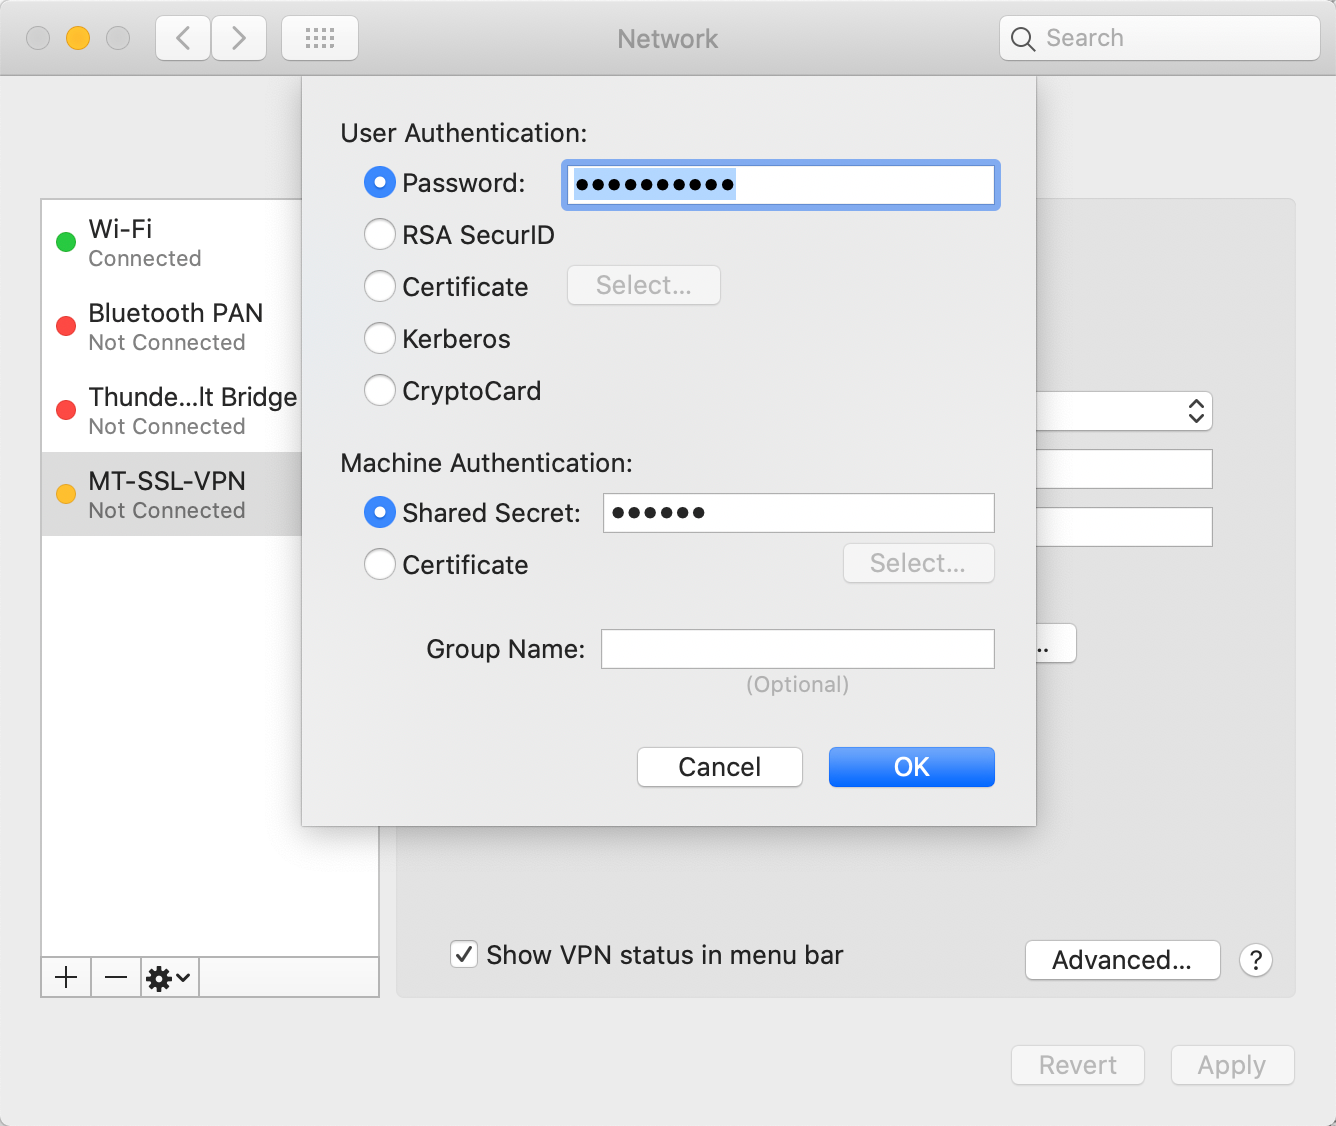 Network
Search
User Authentication:
Password: ••••••••••
RSA SecurID
Certificate Select...
Kerberos
CryptoCard
Machine Authentication:
Shared Secret: ••••••
Certificate
Select...
Group Name:
(Optional)
Cancel OK
Wi-Fi
Connected
Bluetooth PAN
Not Connected
Thunde...lt Bridge
Not Connected
MT-SSL-VPN
Not Connected
..
Show VPN status in menu bar
Advanced... ?
Revert Apply